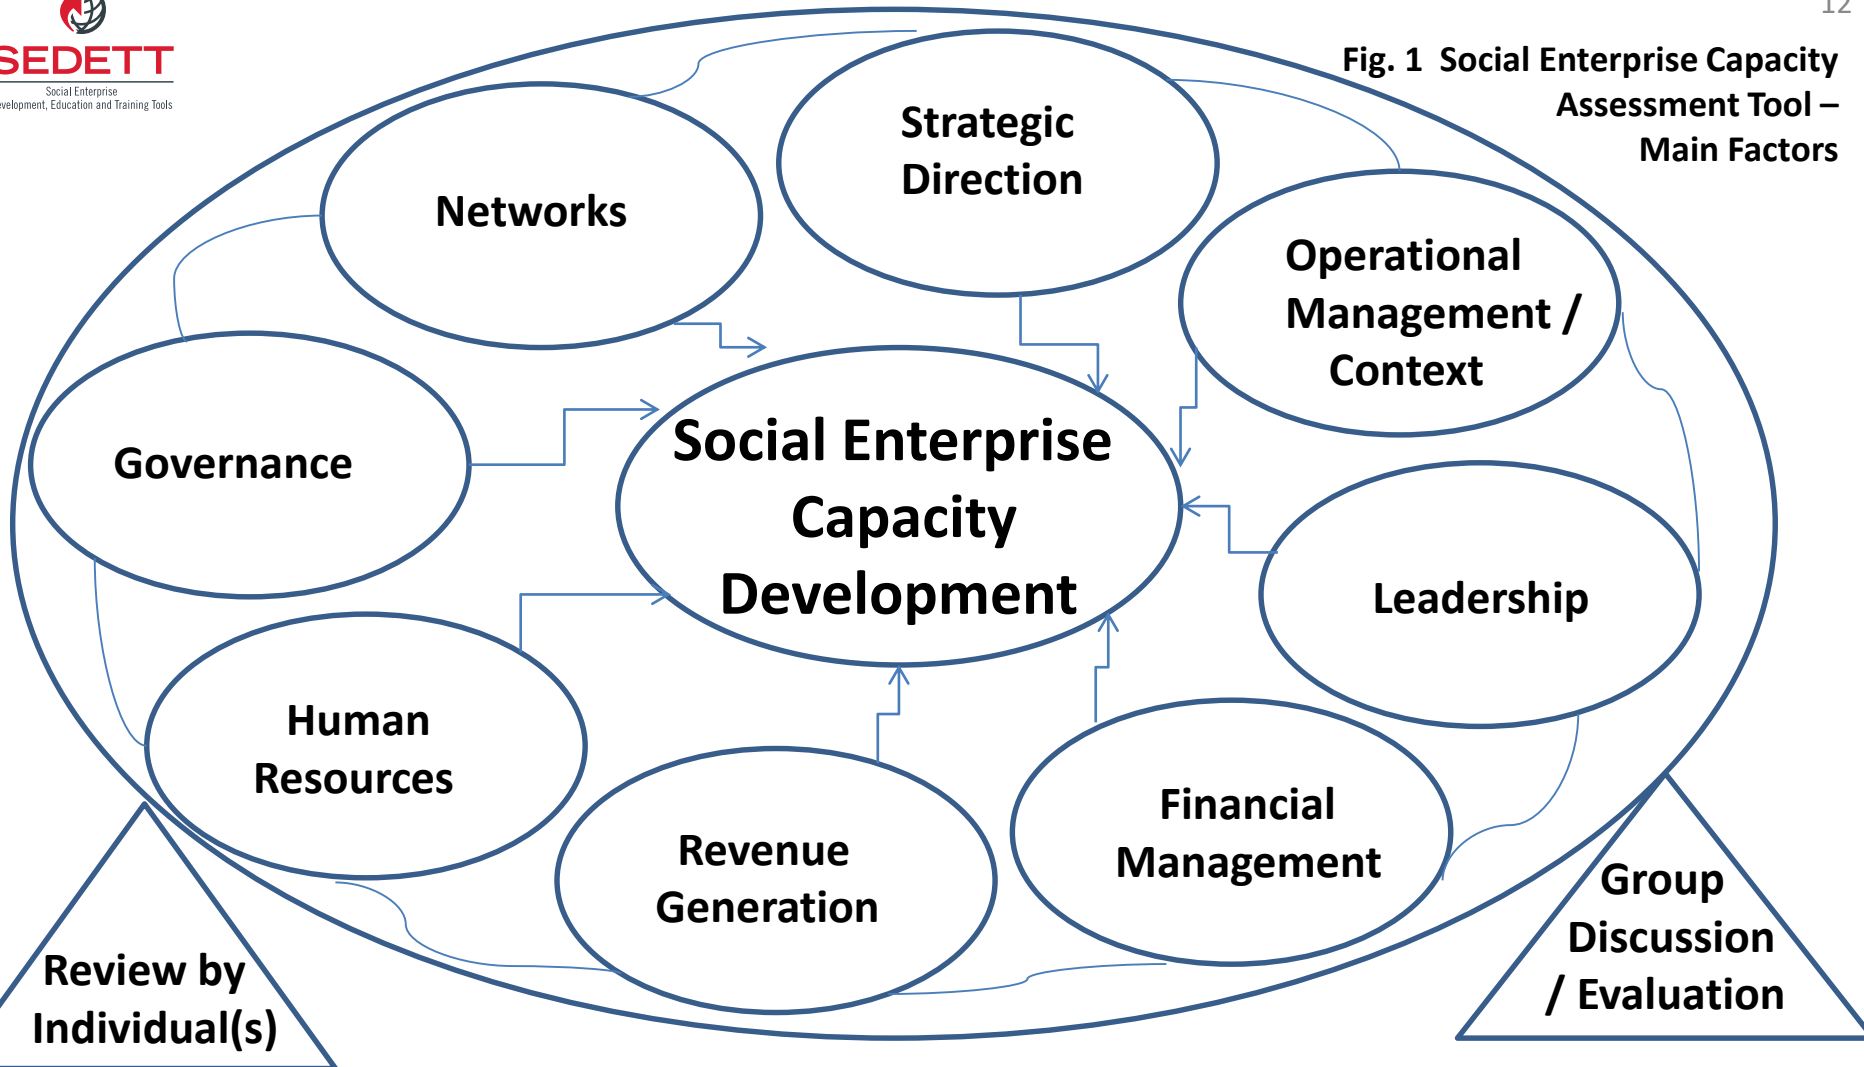 12
SEDETT
Social Enterprise
Development, Education and Training Tools
Fig. 1 Social Enterprise Capacity
Assessment Tool –
Main Factors
Strategic
Direction
Networks
Operational
Management /
Context
Governance
Social Enterprise
Capacity
Development
Leadership
Human
Resources
Revenue
Generation
Financial
Management
Review by
Individual(s)
Group
Discussion
/ Evaluation